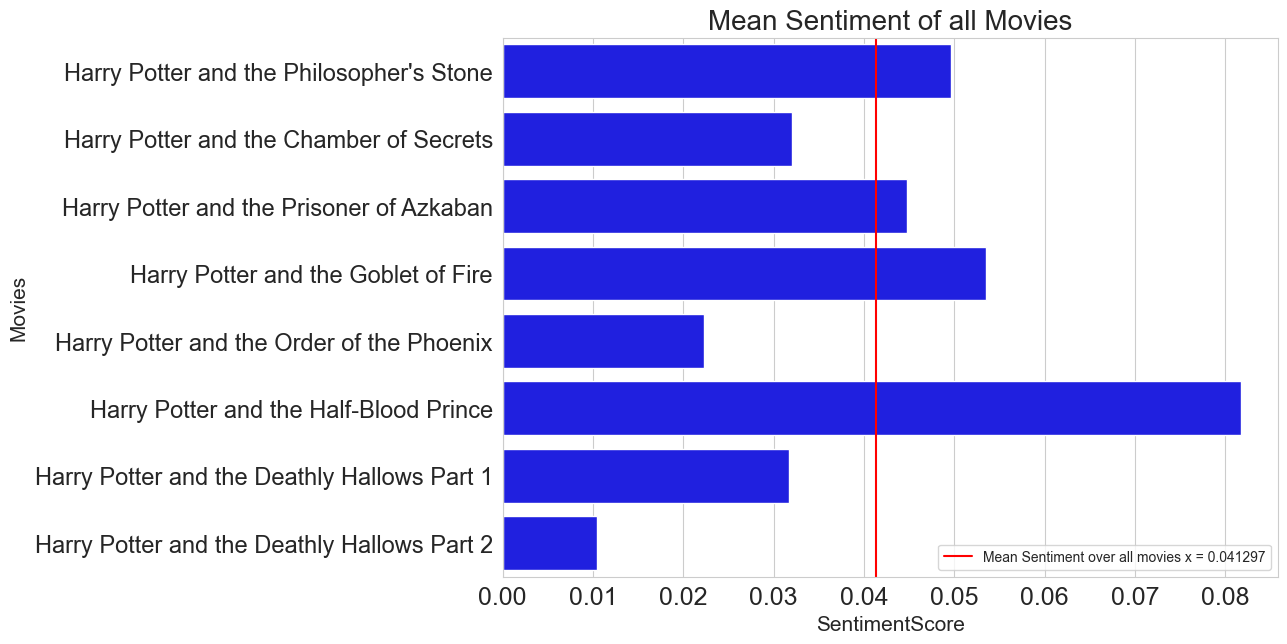 Mean Sentiment of all Movies
Harry Potter and the Philosopher's Stone
Harry Potter and the Chamber of Secrets
Harry Potter and the Prisoner of Azkaban
Harry Potter and the Goblet of Fire
Movies
Harry Potter and the Order of the Phoenix
Harry Potter and the Half-Blood Prince
Harry Potter and the Deathly Hallows Part 1
Harry Potter and the Deathly Hallows Part 2
Mean Sentiment over all movies x = 0.041297
0.00 0.01 0.02 0.03 0.04 0.05 0.06 0.07 0.08
SentimentScore